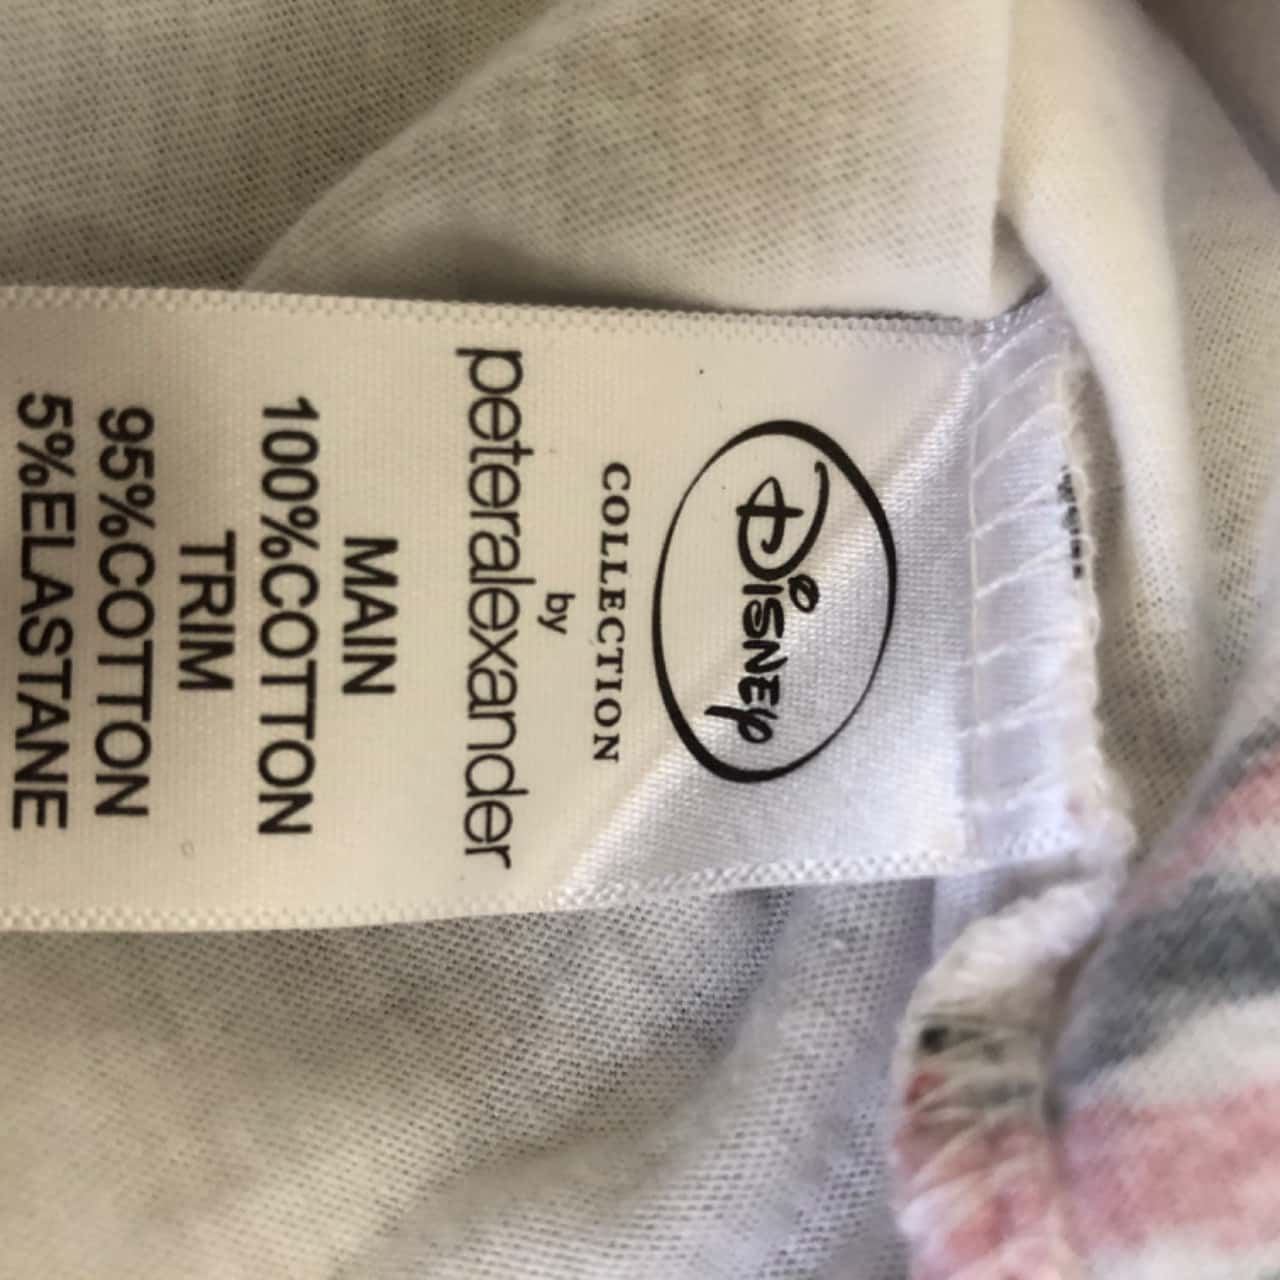 Disney
COLLECTION
by
peteralexander
MAIN
100%COTTON
TRIM
95%COTTON
5%ELASTANE